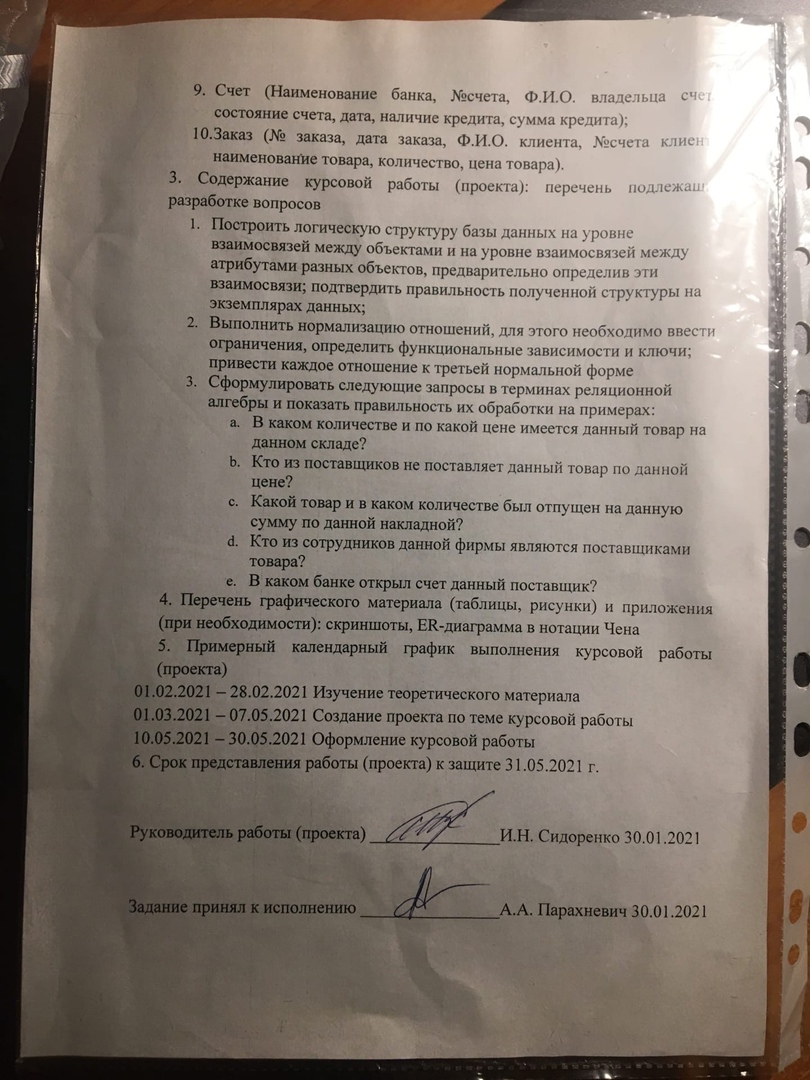 9. Счет (Наименование банка, №счета, Ф.И.О. владельца
состояние счета, дата, наличие кредита, сумма кредита);
10.Заказ (№ заказа, дата заказа, Ф.И.О. клиента, №счета
наименование товара, количество, цена товара).
3. Содержание курсовой работы (проекта): перечень
разработке вопросов
1. Построить логическую структуру базы данных на уровне
взаимосвязей между объектами и на уровне взаимосвязей между
атрибутами разных объектов, предварительно определив эти
взаимосвязи; подтвердить правильность полученной структуры на
экземплярах данных;
2. Выполнить нормализацию отношений, для этого необходимо ввести
ограничения, определить функциональные зависимости и ключи;
привести каждое отношение к третьей нормальной форме
3. Сформулировать следующие запросы в терминах реляционной
алгебры и показать правильность их обработки на примерах:
a. В каком количестве и по какой цене имеется данный товар на
данном складе?
b. Кто из поставщиков не поставляет данный товар по данной
цене?
c. Какой товар и в каком количестве был отпущен на данную
сумму по данной накладной?
d. Кто из сотрудников данной фирмы являются поставщиками
товара?
e. В каком банке открыл счет данный поставщик?
4. Перечень графического материала (таблицы, рисунки) и приложения
(при необходимости): скриншоты, ER-диаграмма в нотации Чена
5. Примерный календарный график выполнения курсовой работы
(проекта)
01.02.2021 – 28.02.2021 Изучение теоретического материала
01.03.2021 – 07.05.2021 Создание проекта по теме курсовой работы
10.05.2021 – 30.05.2021 Оформление курсовой работы
6. Срок представления работы (проекта) к защите 31.05.2021 г.
Руководитель работы (проекта) И.Н. Сидоренко 30.01.2021
Задание принял к исполнению А.А. Парахневич 30.01.2021